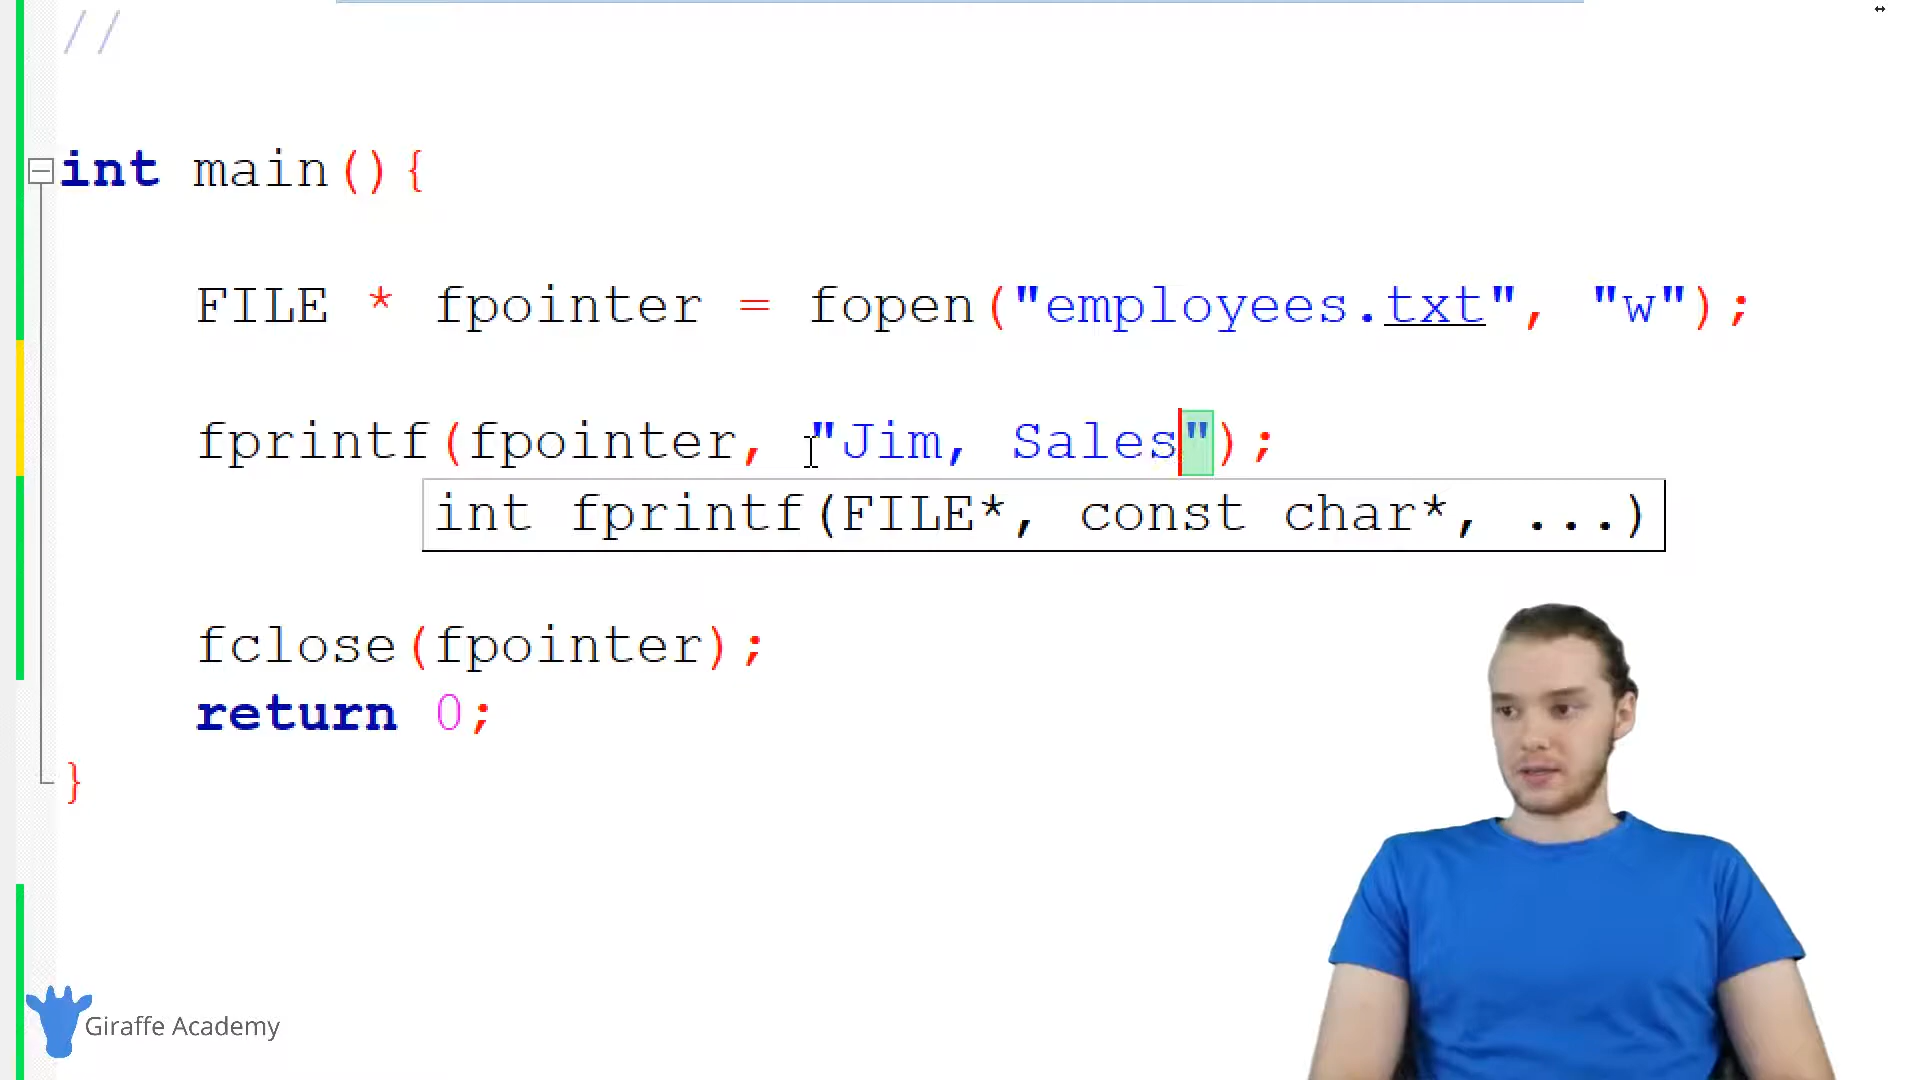 //
int main(){
FILE * fpointer = fopen("employees.txt", "w");
fprintf(fpointer, "Jim, Sales");
int fprintf(FILE*, const char*, ...)
fclose(fpointer);
return 0;
}
Giraffe Academy